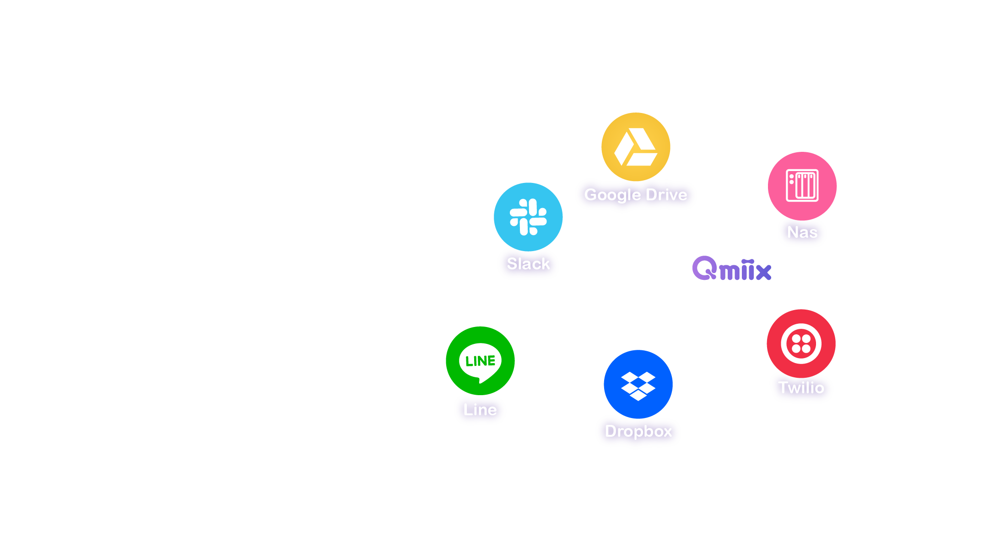 Google Drive
Nas
Slack
Qmiix
LINE
Line
Twilio
Dropbox